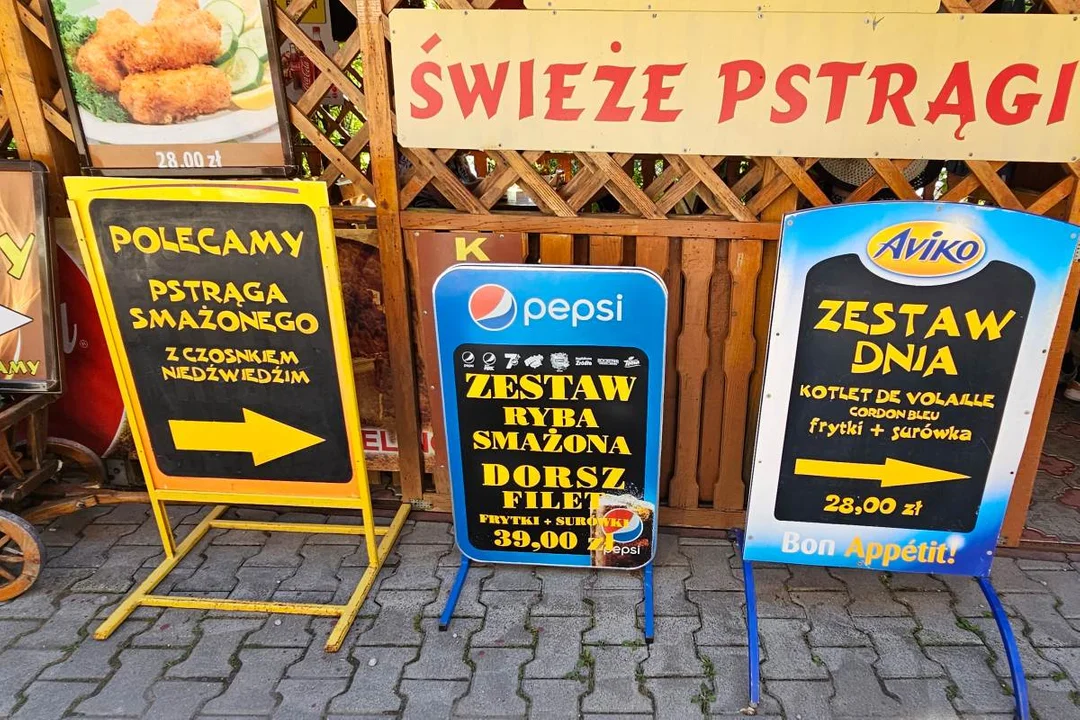 28.00 zł
ŚWIEŻE PSTRĄGI
Y
AMY
POLECAMY
PSTRĄGA
SMAŻONEGO
Z CZOSNKIEM
NIEDŹWIEDZIM
K
pepsi
ZESTAW
RYBA
SMAŻONA
DORSZ
FILET
FRYTKI + SURÓWKI
39,00 zł
pepsi
AVIKO
ZESTAW
DNIA
KOTLET DE VOLAILLE
CORDON BLEU
frytki + surówka
28,00 zł
Bon Appétit!